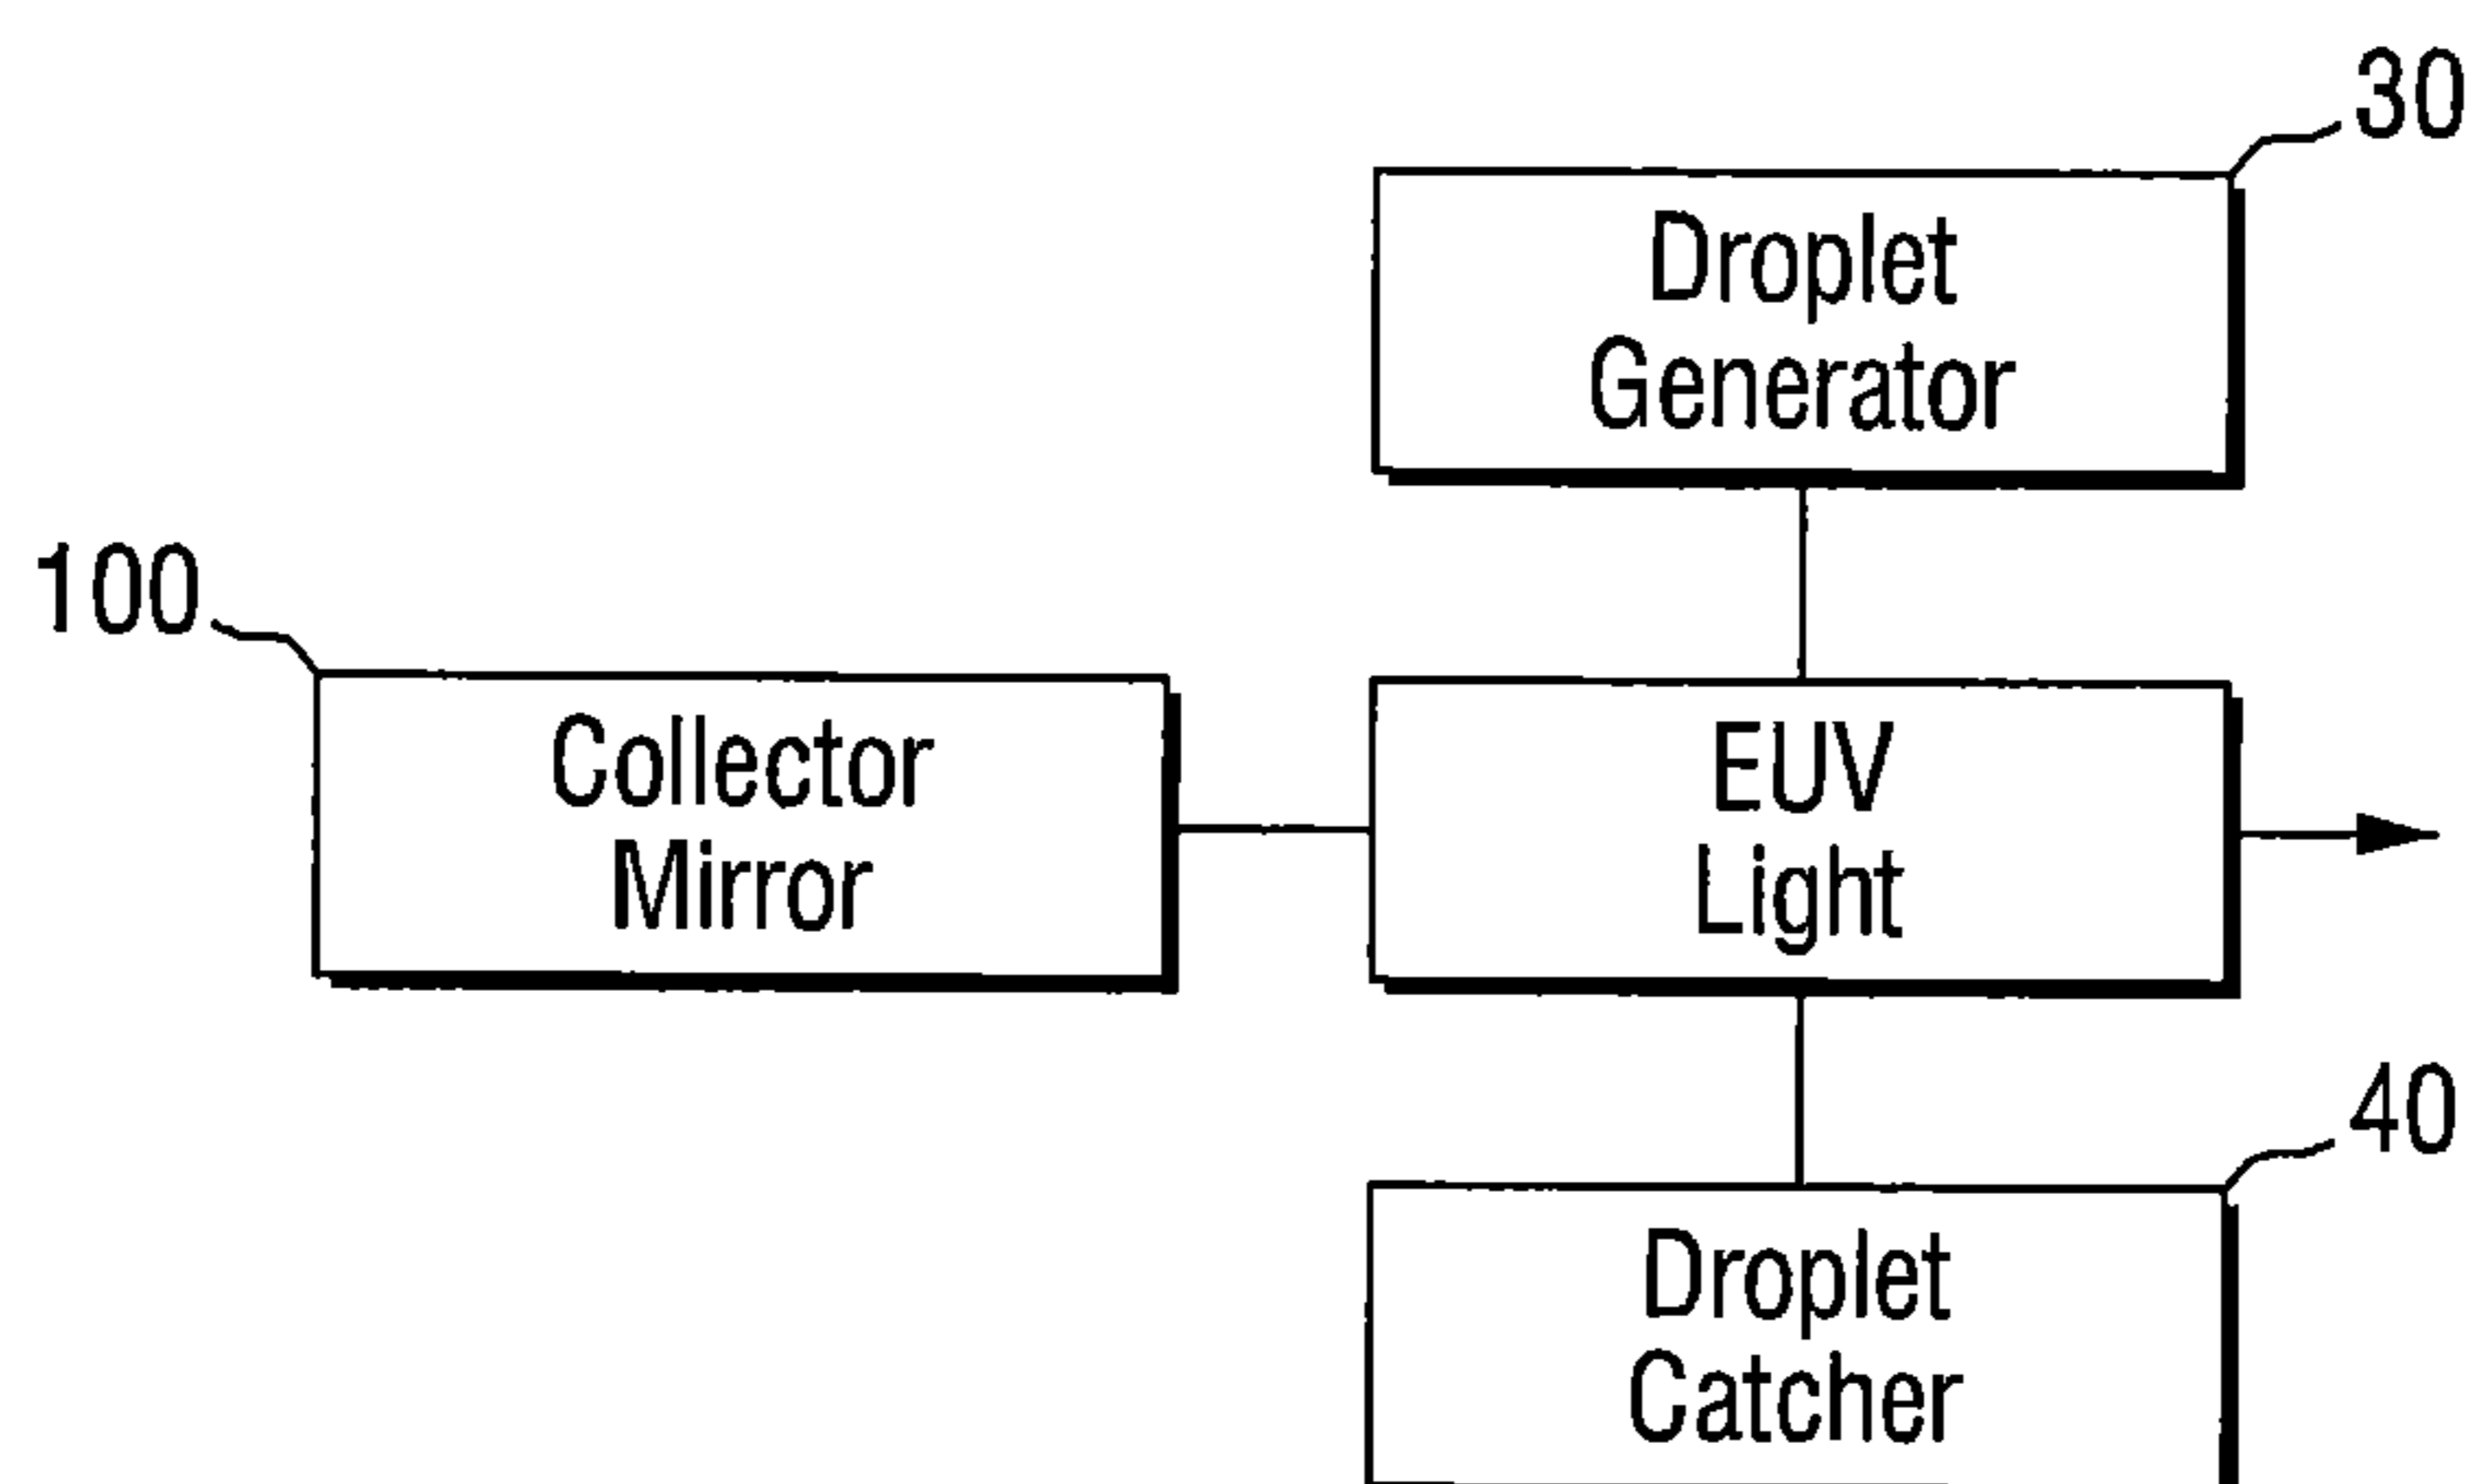 30
Droplet
Generator
100
Collector
Mirror
EUV
Light
40
Droplet
Catcher